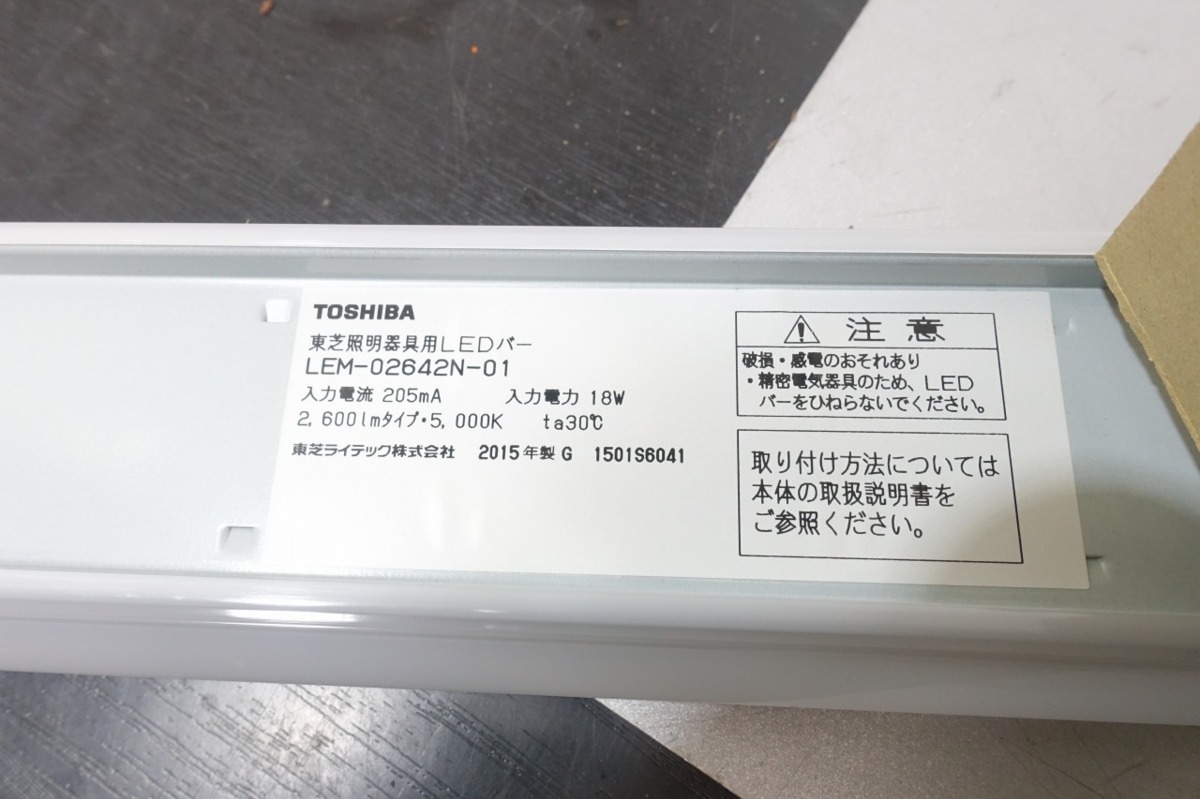 TOSHIBA
東芝照明器具用LEDバー
LEM-02642N-01
入力電流 205mA 入力電力 18W
2,600lmタイプ・5,000K ta30℃
東芝ライテック株式会社 2015年製 G 1501S6041
⚠ 注意
破損・感電のおそれあり
・精密電気器具のため、LED
バーをひねらないでください。
取り付け方法については
本体の取扱説明書を
ご参照ください。